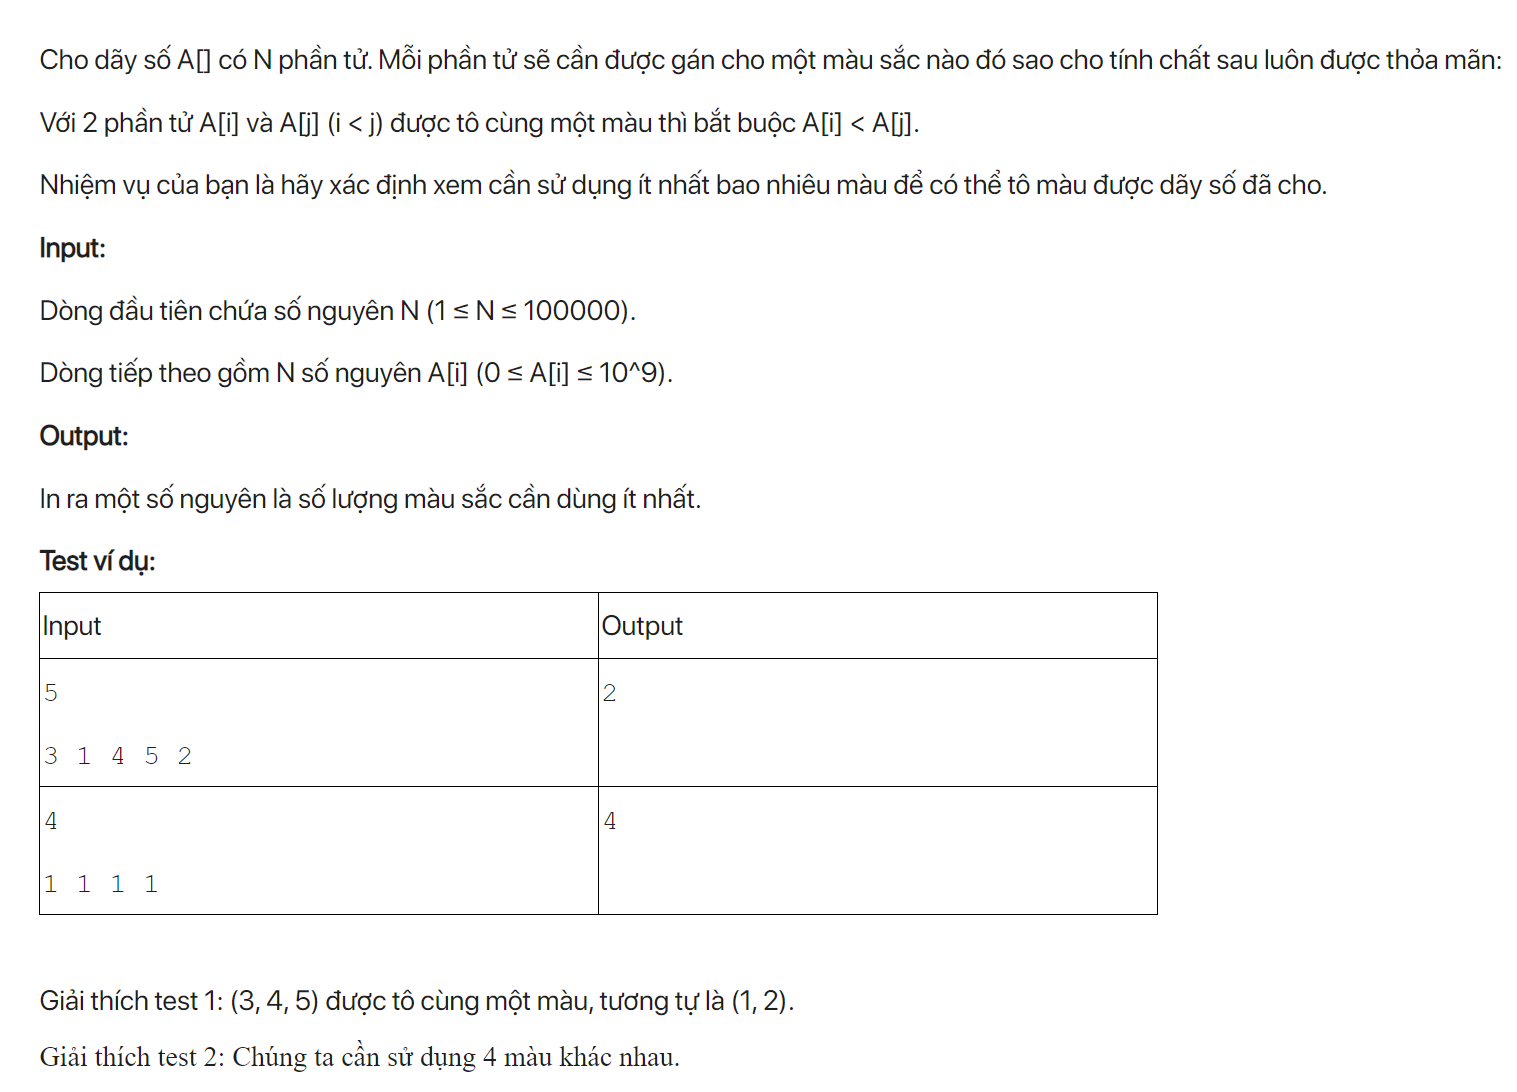 Cho dãy số A[] có N phần tử. Mỗi phần tử sẽ cần được gán cho một màu sắc nào đó sao cho tính chất sau luôn được thỏa mãn:
Với 2 phần tử A[i] và A[j] (i < j) được tô cùng một màu thì bắt buộc A[i] < A[j].
Nhiệm vụ của bạn là hãy xác định xem cần sử dụng ít nhất bao nhiêu màu để có thể tô màu được dãy số đã cho.
Input:
Dòng đầu tiên chứa số nguyên N (1 ≤ N ≤ 100000).
Dòng tiếp theo gồm N số nguyên A[i] (0 ≤ A[i] ≤ 10^9).
Output:
In ra một số nguyên là số lượng màu sắc cần dùng ít nhất.
Test ví dụ:
Input Output
5 2
3 1 4 5 2
4 4
1 1 1 1
Giải thích test 1: (3, 4, 5) được tô cùng một màu, tương tự là (1, 2).
Giải thích test 2: Chúng ta cần sử dụng 4 màu khác nhau.